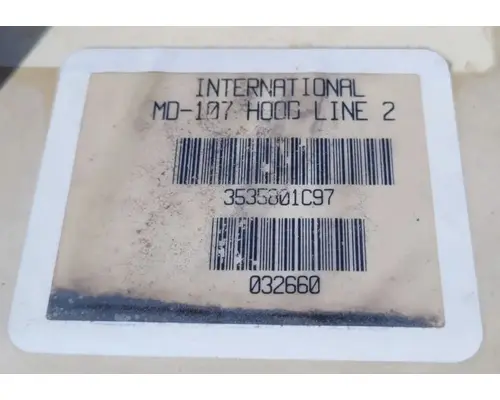 INTERNATIONAL
MD-107 HOOD LINE 2
3535801C97
032660